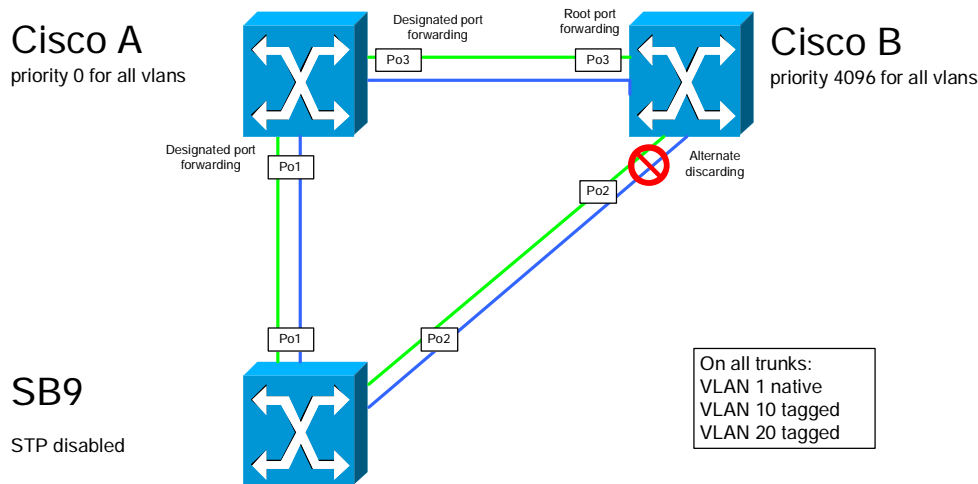 Cisco A
priority 0 for all vlans
Designated port
forwarding
Root port
forwarding
Po3
Po3
Cisco B
priority 4096 for all vlans
Designated port
forwarding
Po1
Alternate
discarding
Po2
Po1
Po2
SB9
STP disabled
On all trunks:
VLAN 1 native
VLAN 10 tagged
VLAN 20 tagged